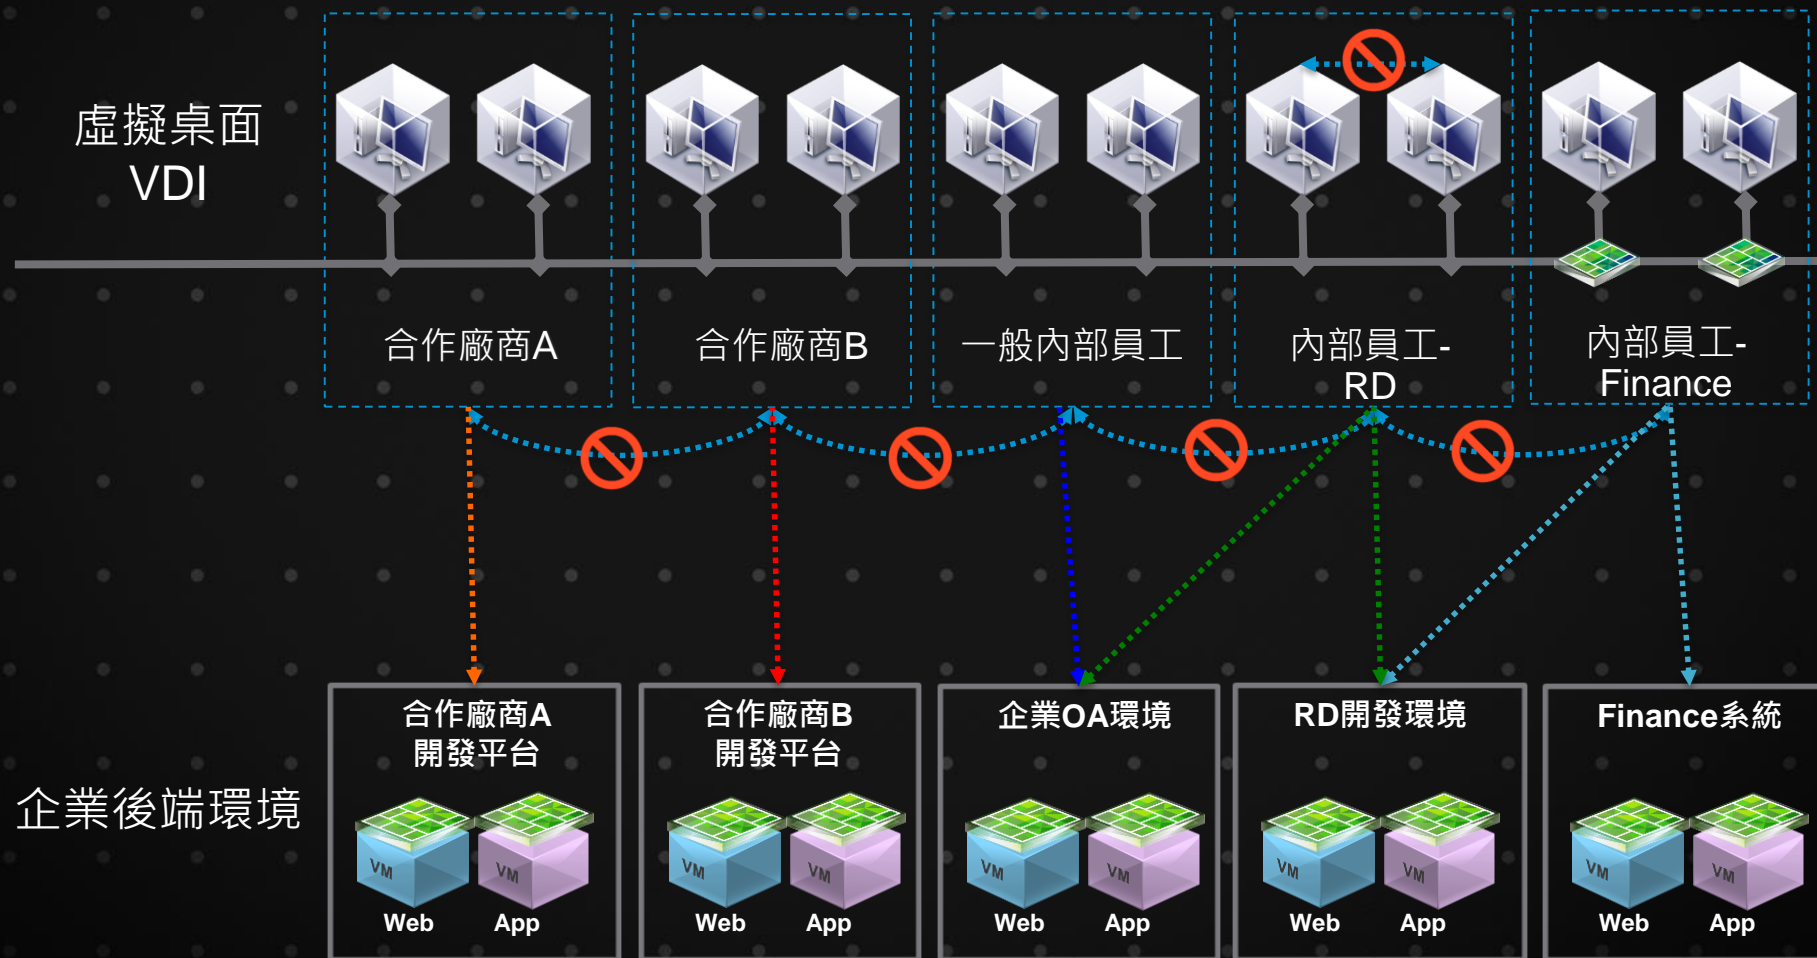 虛擬桌面
VDI
合作廠商A
合作廠商B
一般內部員工
內部員工-
RD
內部員工-
Finance
合作廠商A
開發平台
合作廠商B
開發平台
企業OA環境
RD開發環境
Finance系統
企業後端環境
VM
VM
VM
VM
VM
VM
VM
VM
VM
VM
Web
App
Web
App
Web
App
Web
App
Web
App